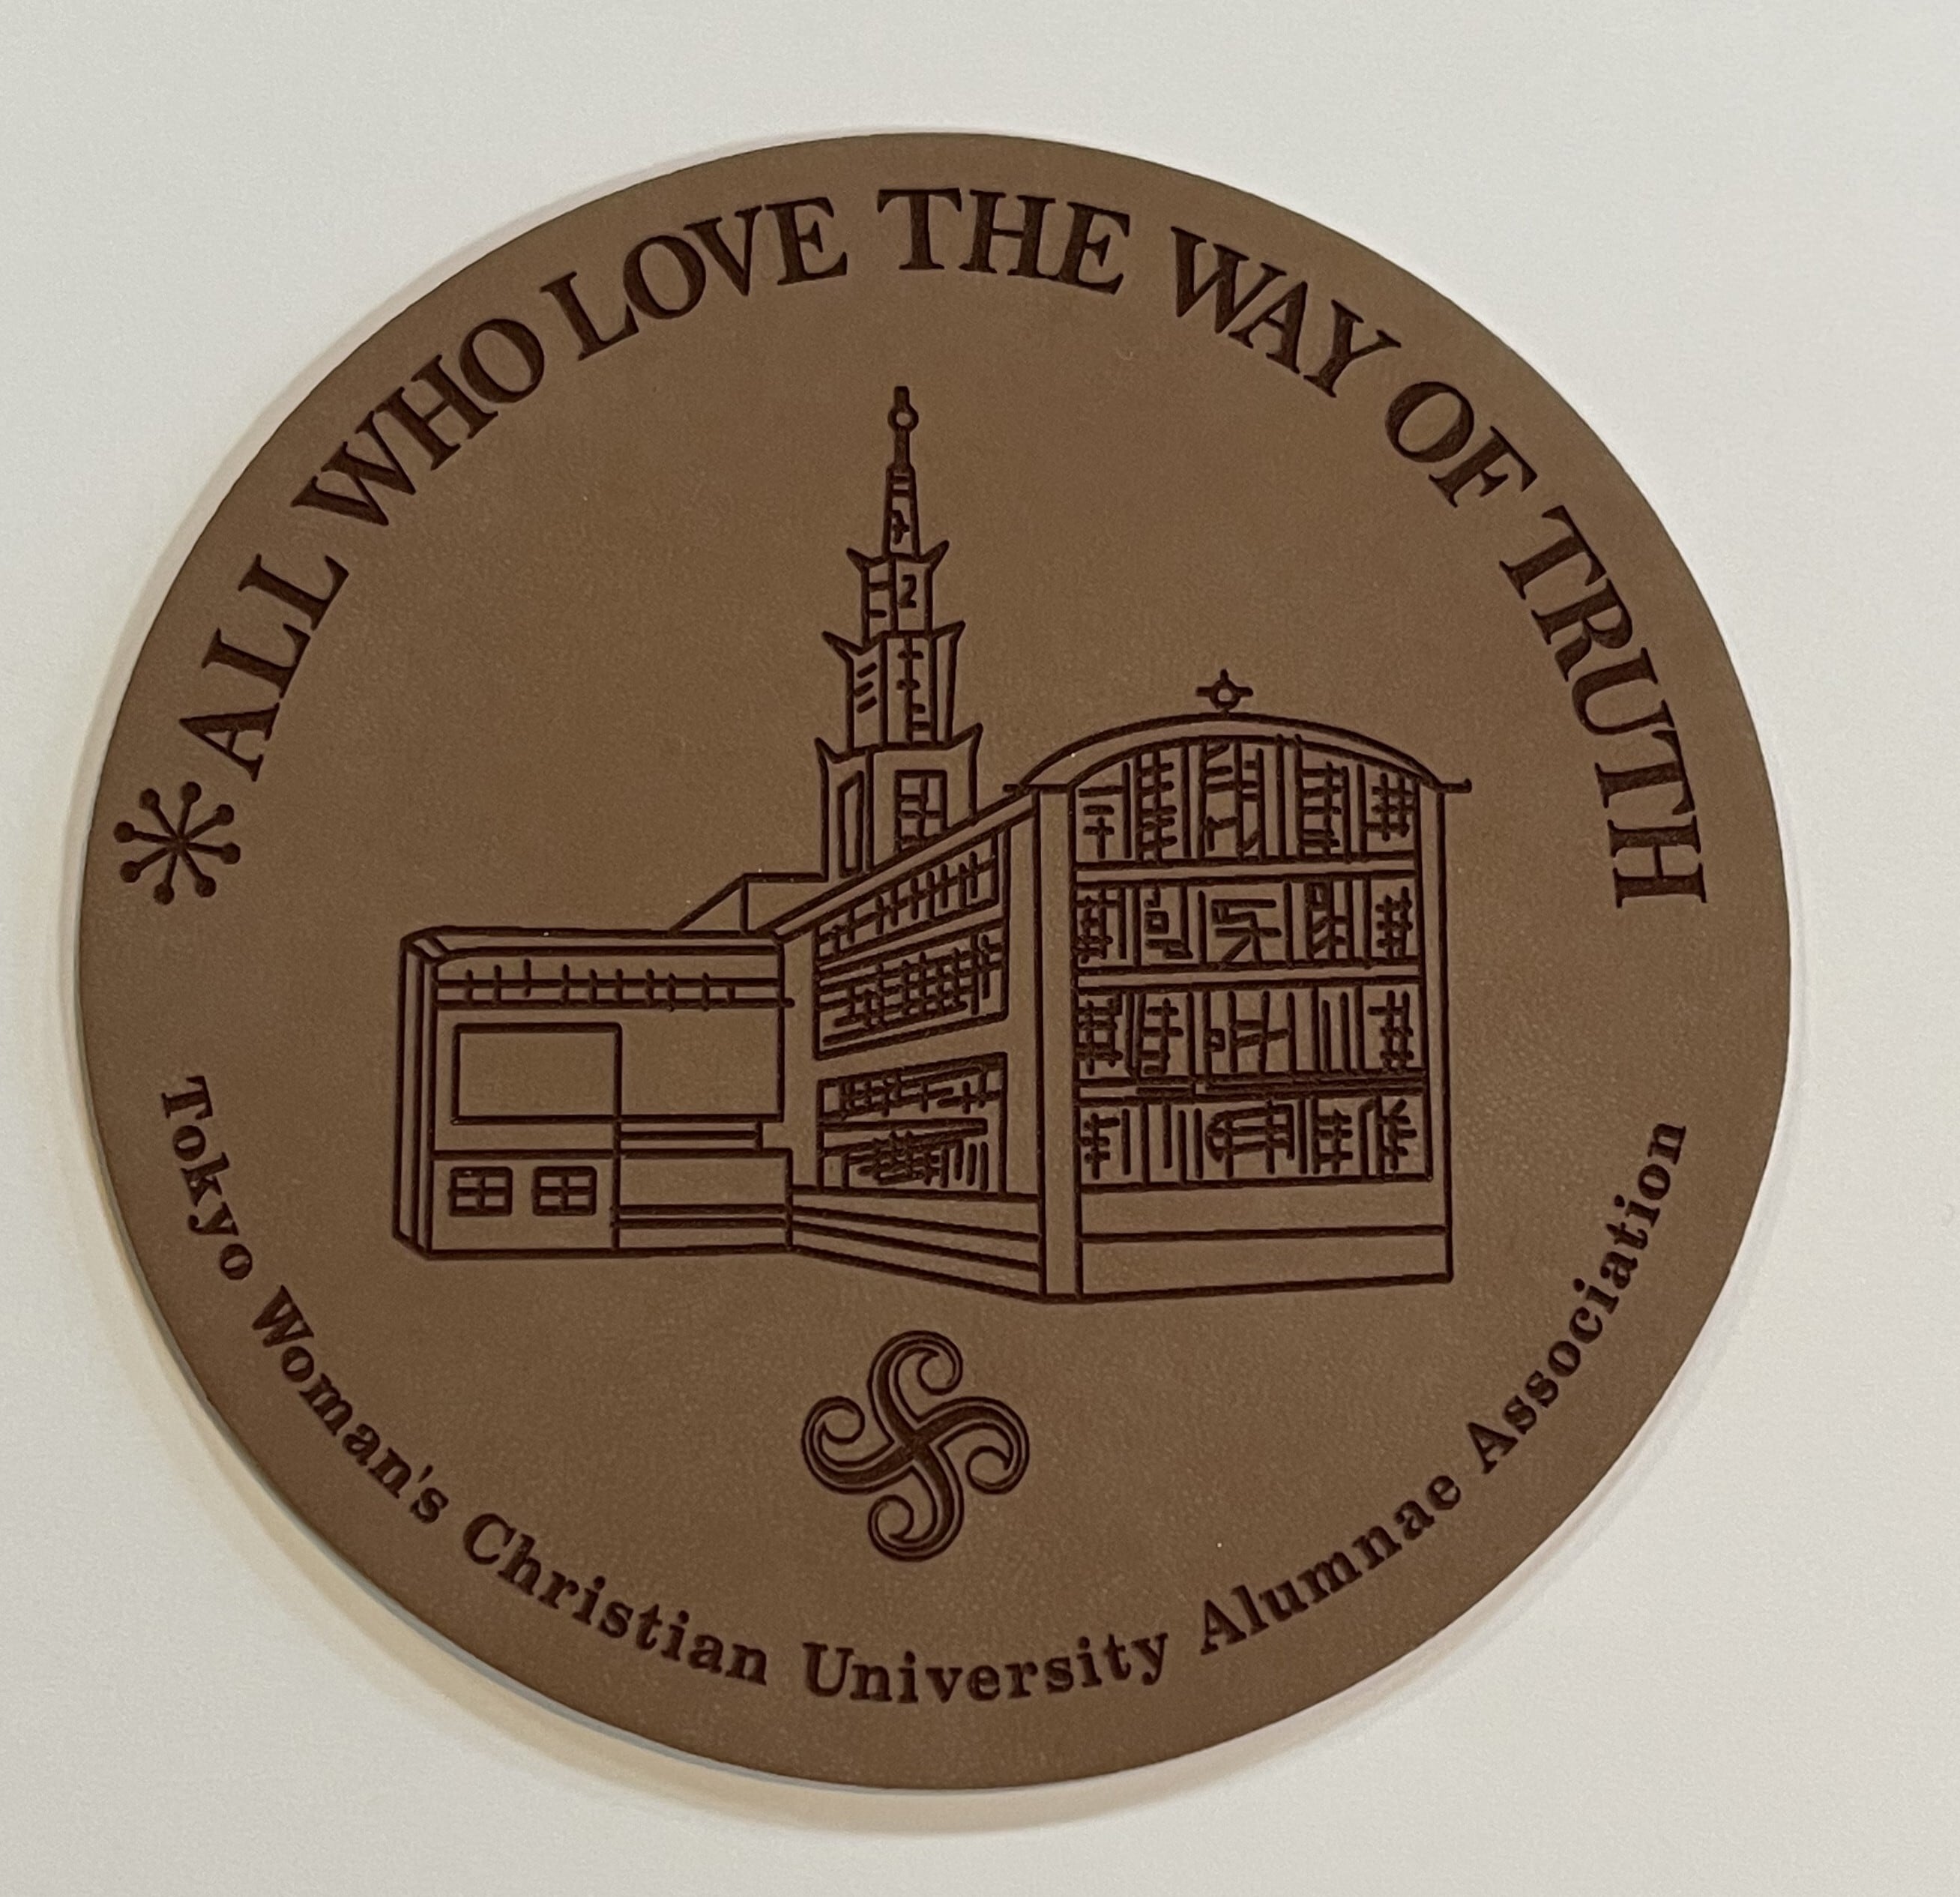 ALL WHO LOVE THE WAY OF TRUTH
Tokyo Woman's Christian University Alumnae Association